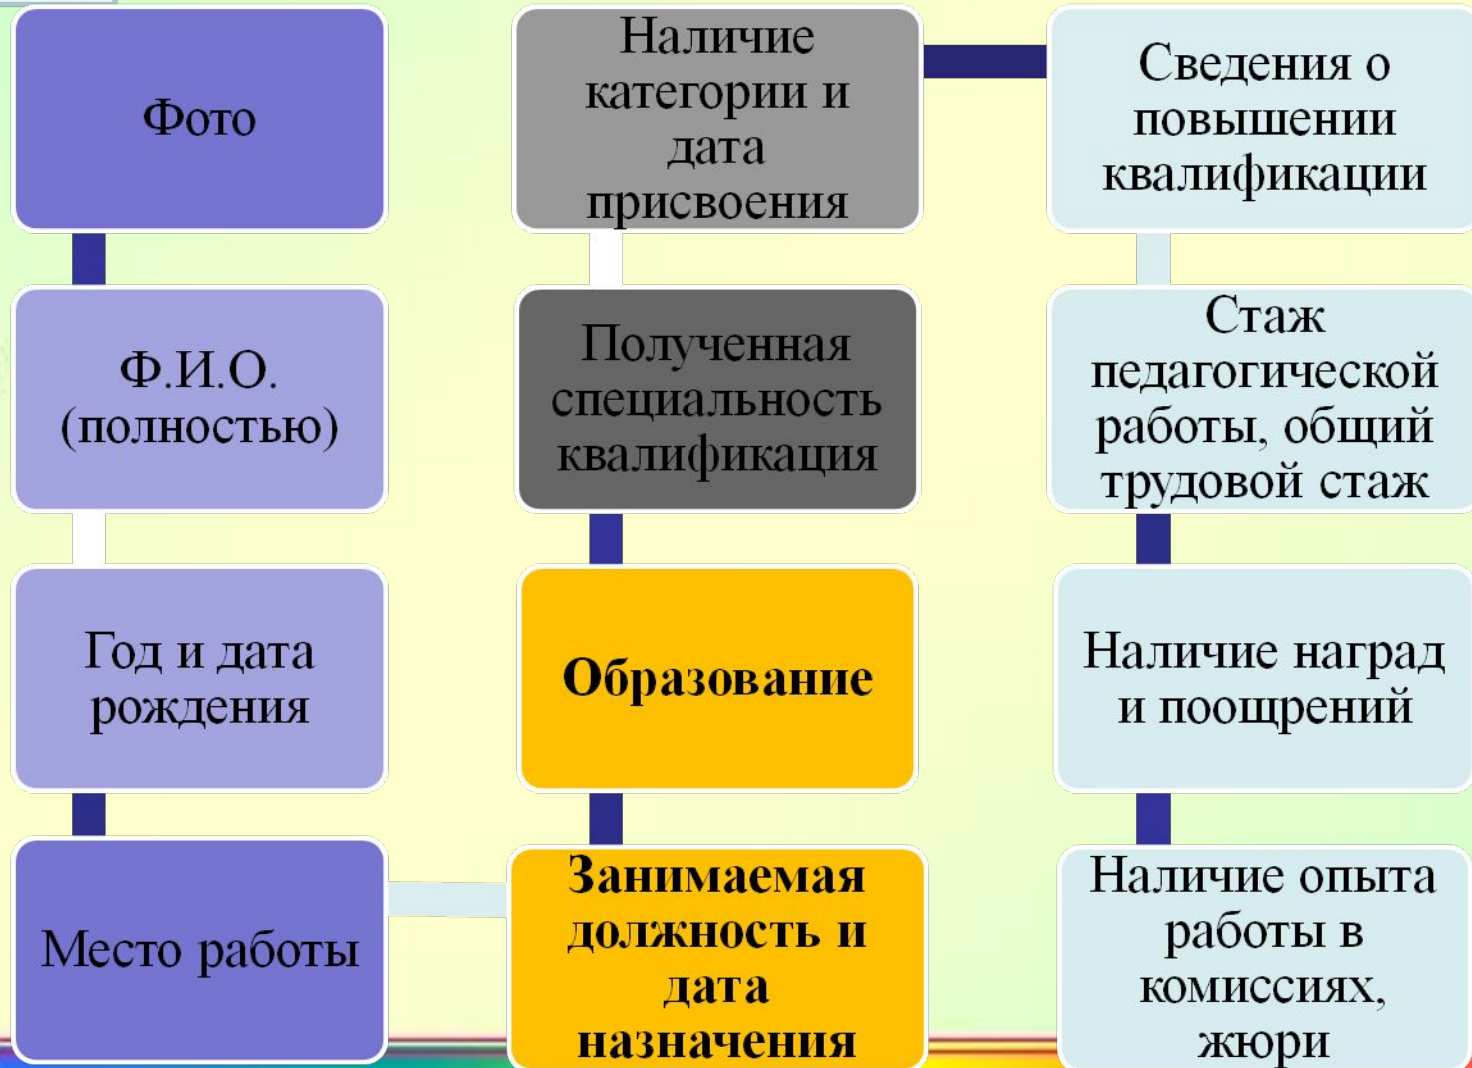 Фото
Ф.И.О.
(полностью)
Год и дата
рождения
Место работы
Занимаемая
должность и
дата
назначения
Образование
Полученная
специальность
квалификация
Наличие
категории и
дата
присвоения
Сведения о
повышении
квалификации
Стаж
педагогической
работы, общий
трудовой стаж
Наличие наград
и поощрений
Наличие опыта
работы в
комиссиях,
жюри